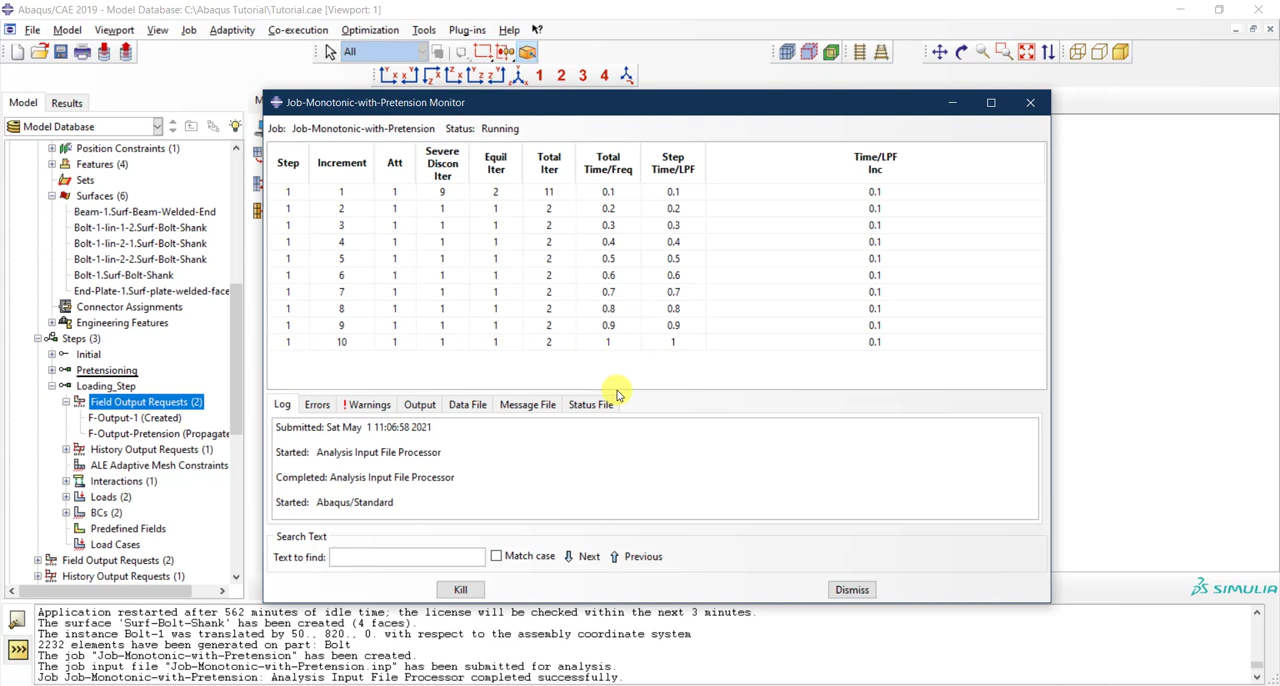 Abaqus/CAE 2019 - Model Database: C:\Abaqus Tutorial\Tutorial.cae [Viewport: 1]
File Model Viewport View Job Adaptivity Co-execution Optimization Tools Plug-ins Help
All
1 2 3 4
Model Results
Model Database
Position Constraints (1)
Features (4)
Sets
Surfaces (6)
Beam-1.Surf-Beam-Welded-End
Bolt-1-lin-1-2.Surf-Bolt-Shank
Bolt-1-lin-2-1.Surf-Bolt-Shank
Bolt-1-lin-2-2.Surf-Bolt-Shank
Bolt-1.Surf-Bolt-Shank
End-Plate-1.Surf-plate-welded-face
Connector Assignments
Engineering Features
Steps (3)
Initial
Pretensioning
Loading_Step
Field Output Requests (2)
F-Output-1 (Created)
F-Output-Pretension (Propagate
History Output Requests (1)
ALE Adaptive Mesh Constraints
Interactions (1)
Loads (2)
BCs (2)
Predefined Fields
Load Cases
Field Output Requests (2)
History Output Requests (1)
Job-Monotonic-with-Pretension Monitor
Job: Job-Monotonic-with-Pretension Status: Running
Step Increment Att Severe Discon Iter Equil Iter Total Iter Total Time/Freq Step Time/LPF Time/LPF Inc
1 1 1 9 2 11 0.1 0.1 0.1
1 2 1 1 1 2 0.2 0.2 0.1
1 3 1 1 1 2 0.3 0.3 0.1
1 4 1 1 1 2 0.4 0.4 0.1
1 5 1 1 1 2 0.5 0.5 0.1
1 6 1 1 1 2 0.6 0.6 0.1
1 7 1 1 1 2 0.7 0.7 0.1
1 8 1 1 1 2 0.8 0.8 0.1
1 9 1 1 1 2 0.9 0.9 0.1
1 10 1 1 1 2 1 1 0.1
Log Errors ! Warnings Output Data File Message File Status File
Submitted: Sat May 1 11:06:58 2021
Started: Analysis Input File Processor
Completed: Analysis Input File Processor
Started: Abaqus/Standard
Search Text
Text to find: Match case Next Previous
Kill Dismiss
SIMULIA
Application restarted after 562 minutes of idle time; the license will be checked within the next 3 minutes.
The surface 'Surf-Bolt-Shank' has been created (4 faces).
The instance Bolt-1 was translated by 50., 820., 0. with respect to the assembly coordinate system
2232 elements have been generated on part: Bolt
The job "Job-Monotonic-with-Pretension" has been created.
The job input file "Job-Monotonic-with-Pretension.inp" has been submitted for analysis.
Job Job-Monotonic-with-Pretension: Analysis Input File Processor completed successfully.